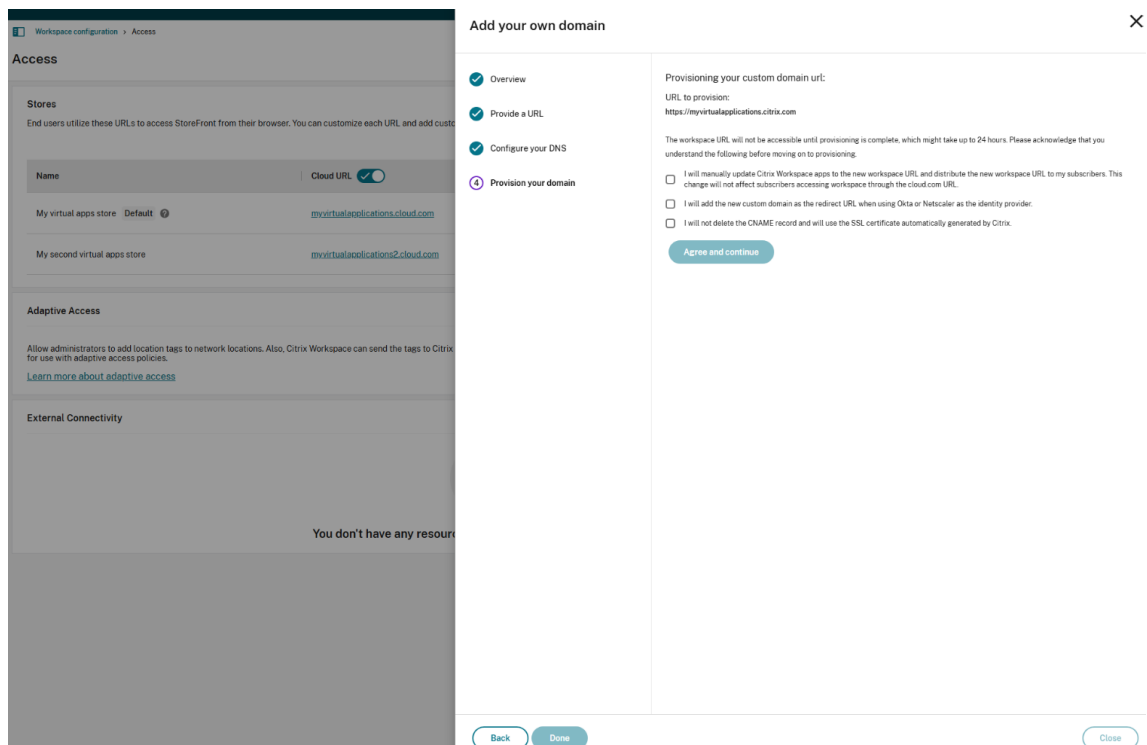 Workspace configuration › Access
Access
Stores
End users utilize these URLs to access StoreFront from their browser. You can customize each URL and add custo
Name
Cloud URL
My virtual apps store Default
myvirtualapplications.cloud.com
My second virtual apps store
myvirtualapplications2.cloud.com
Adaptive Access
Allow administrators to add location tags to network locations. Also, Citrix Workspace can send the tags to Citrix
for use with adaptive access policies.
Learn more about adaptive access
External Connectivity
You don't have any resour
Add your own domain
Overview
Provide a URL
Configure your DNS
4 Provision your domain
Provisioning your custom domain url:
URL to provision:
https://myvirtualapplications.citrix.com
The workspace URL will not be accessible until provisioning is complete, which might take up to 24 hours. Please acknowledge that you
understand the following before moving on to provisioning.
I will manually update Citrix Workspace apps to the new workspace URL and distribute the new workspace URL to my subscribers. This
change will not affect subscribers accessing workspace through the cloud.com URL.
I will add the new custom domain as the redirect URL when using Okta or Netscaler as the identity provider.
I will not delete the CNAME record and will use the SSL certificate automatically generated by Citrix.
Agree and continue
Back
Done
Close